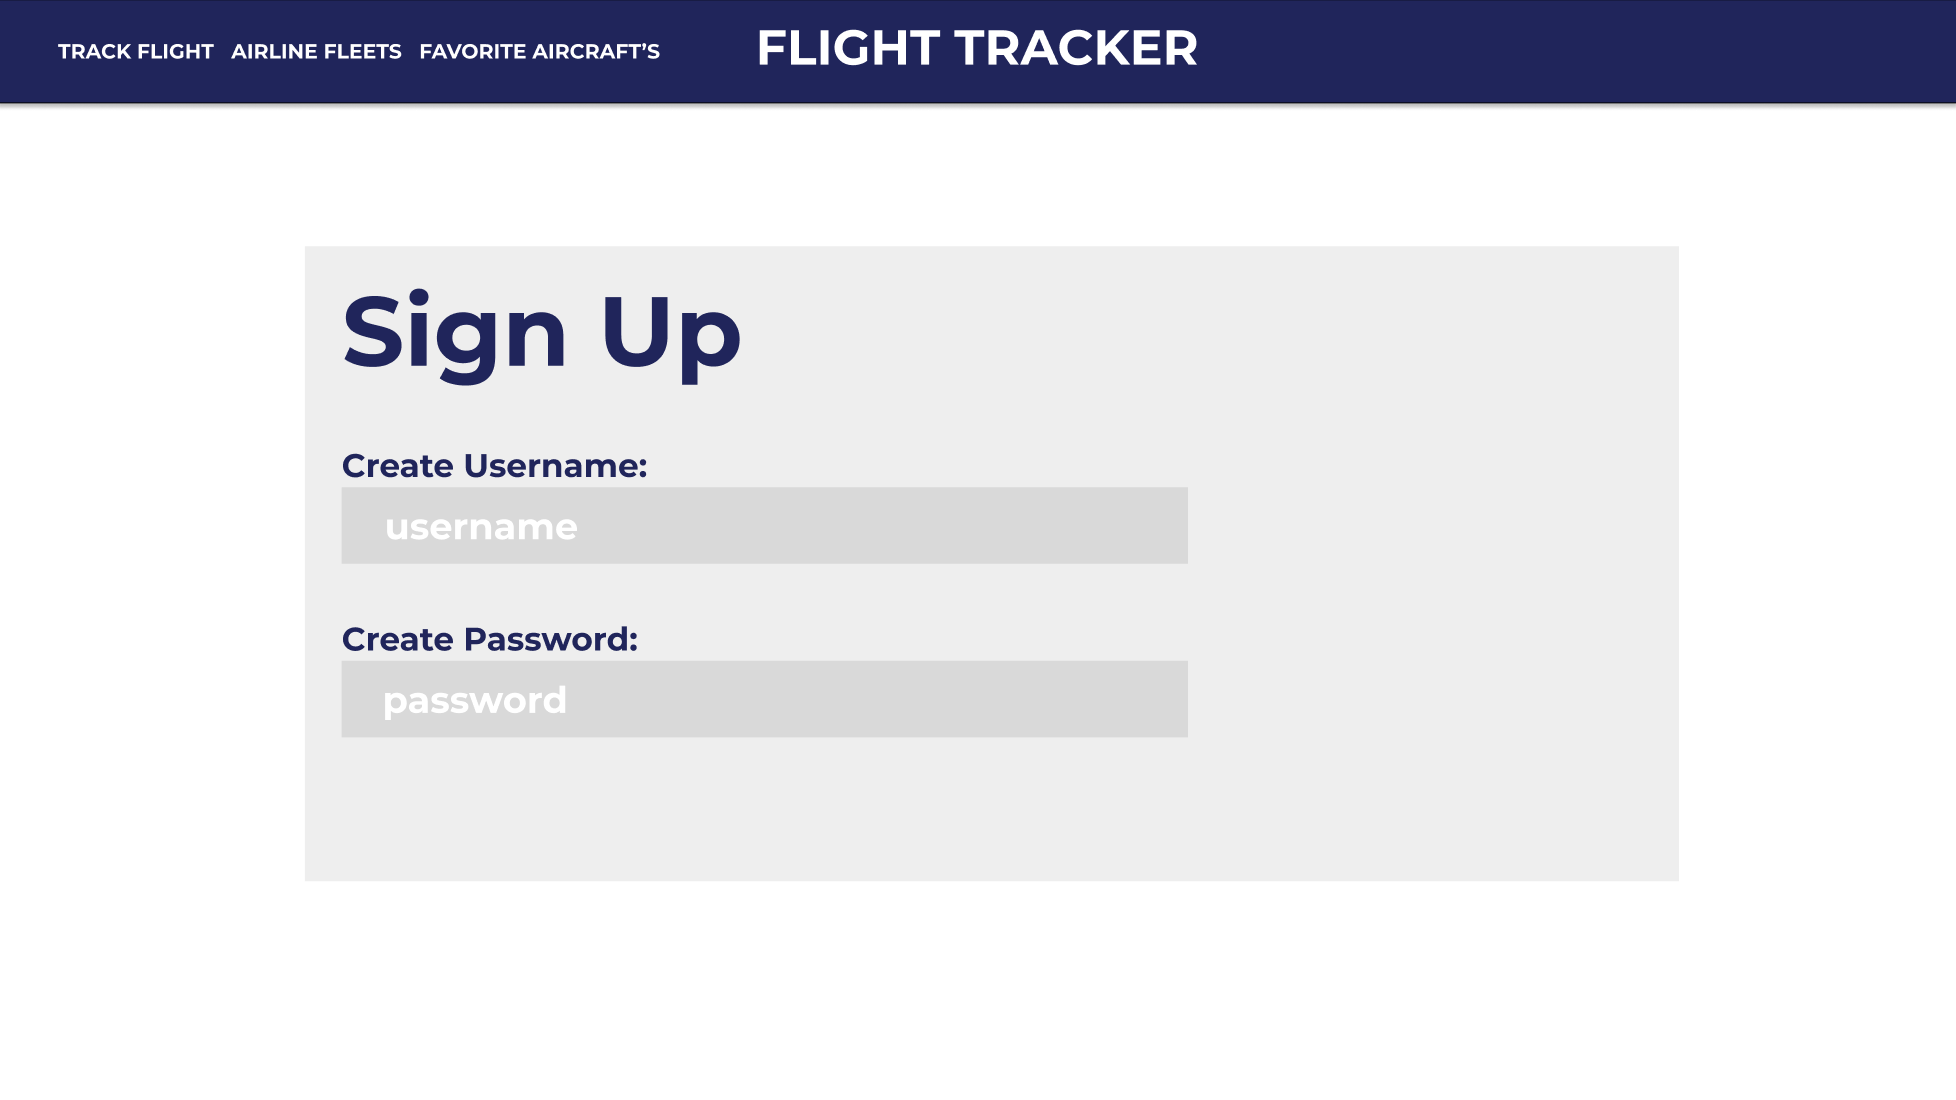 TRACK FLIGHT AIRLINE FLEETS FAVORITE AIRCRAFT’S FLIGHT TRACKER
Sign Up
Create Username:
username
Create Password:
password